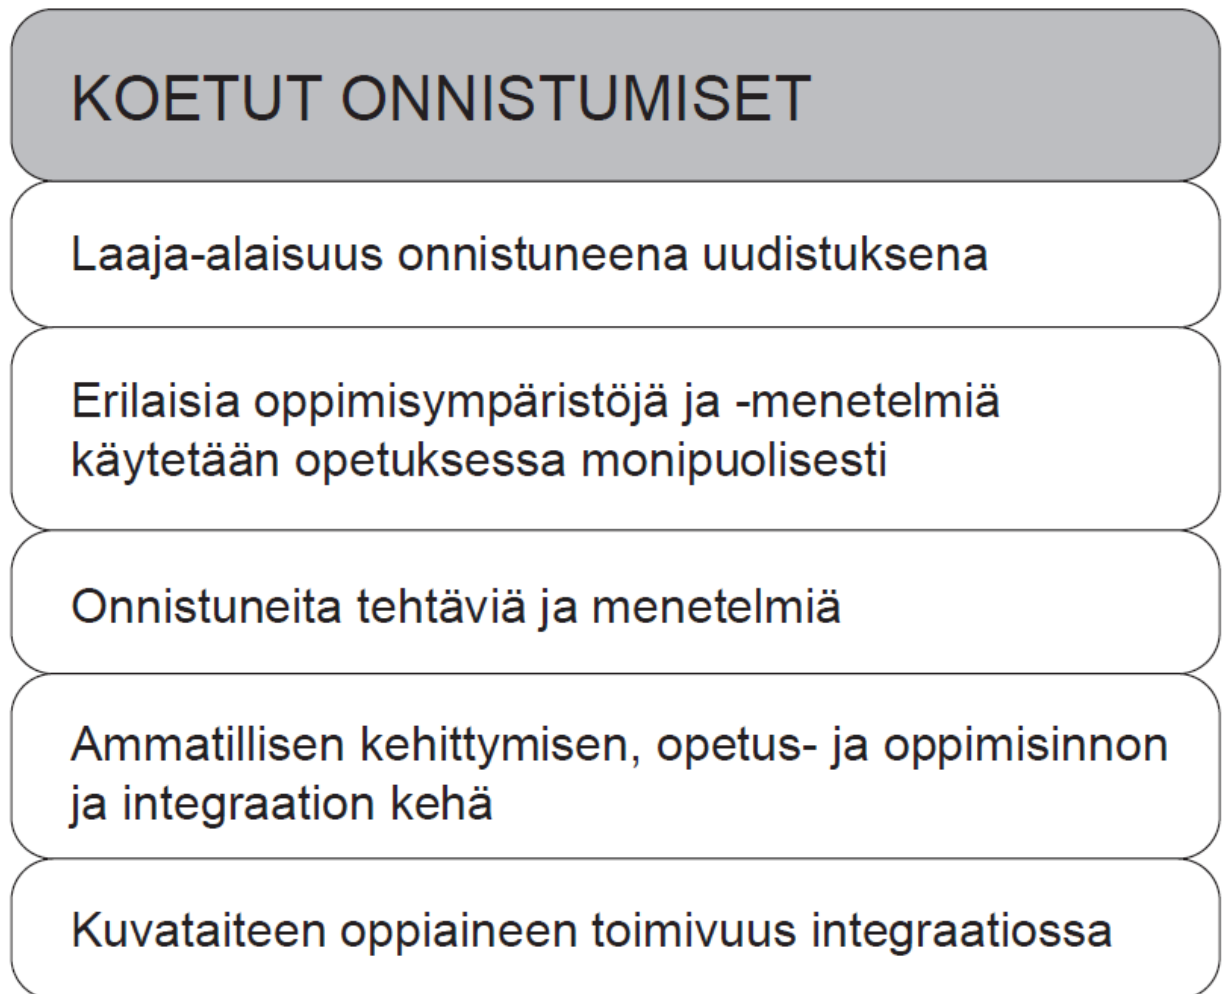 KOETUT ONNISTUMISET
Laaja-alaisuus onnistuneena uudistuksena
Erilaisia oppimisympäristöjä ja -menetelmiä
käytetään opetuksessa monipuolisesti
Onnistuneita tehtäviä ja menetelmiä
Ammatillisen kehittymisen, opetus- ja oppimisinnon
ja integraation kehä
Kuvataiteen oppiaineen toimivuus integraatiossa